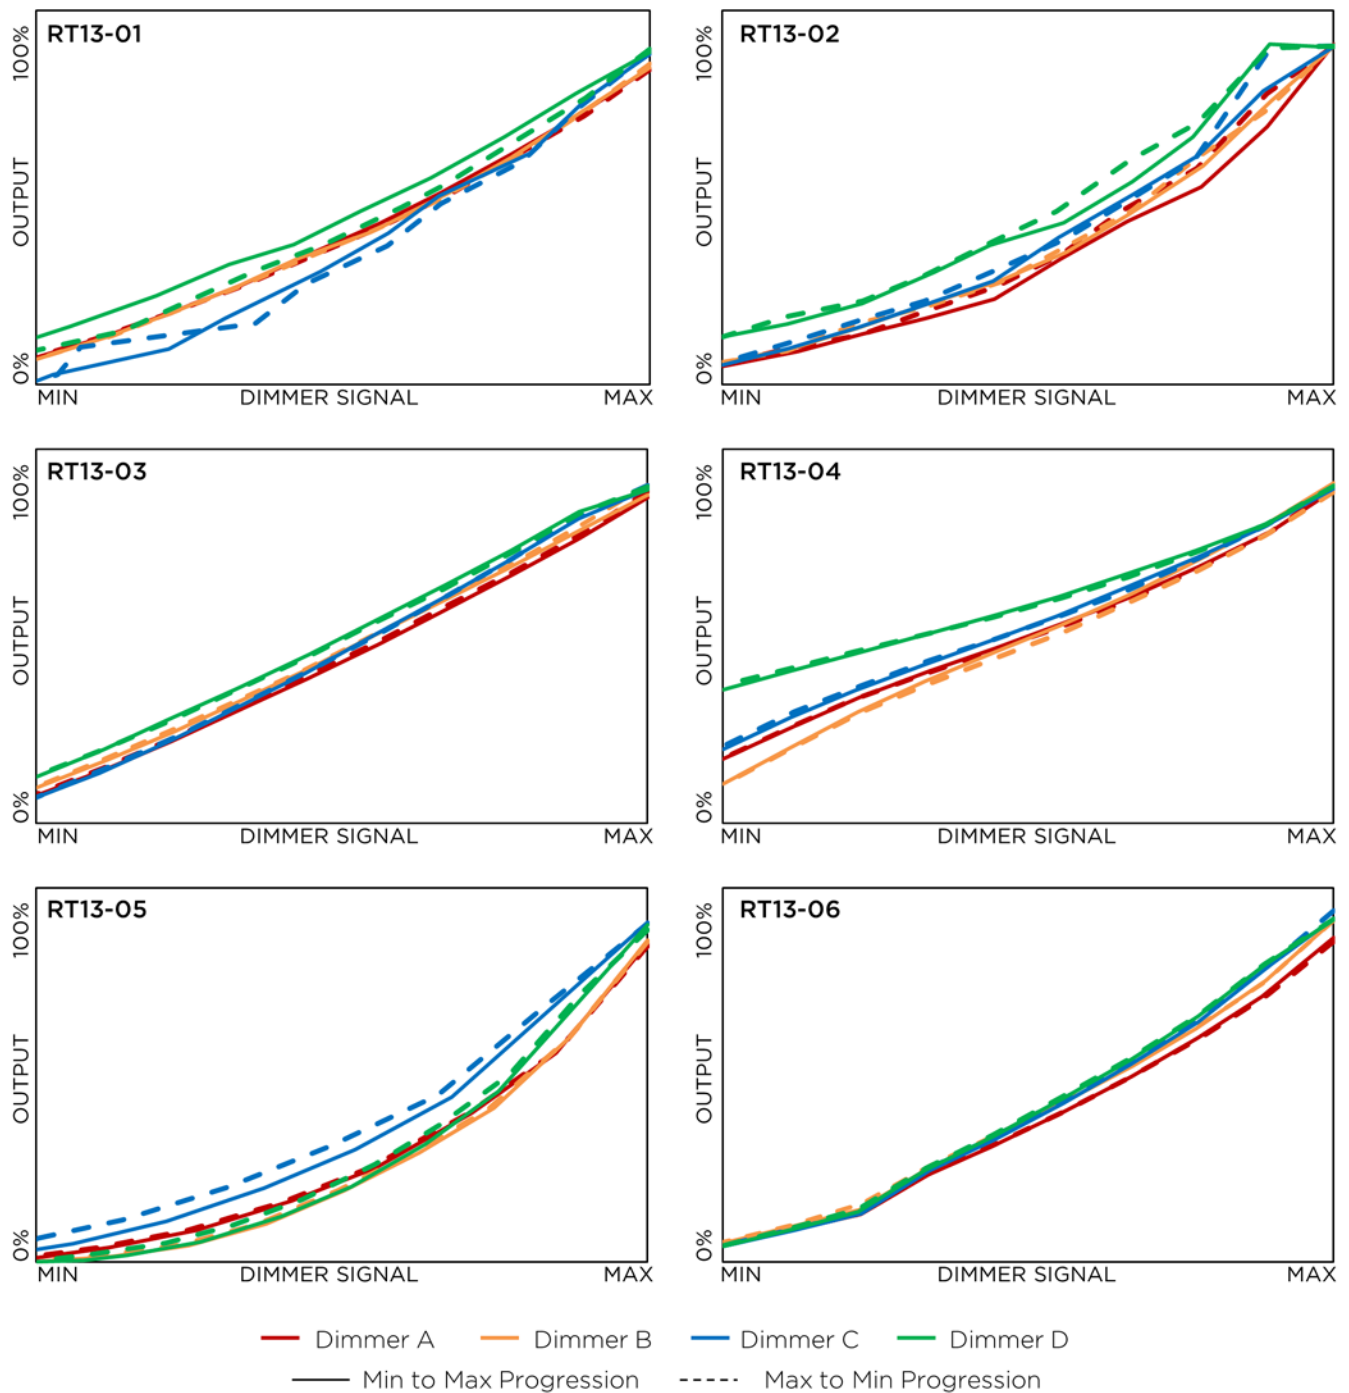 RT13-01
100%
OUTPUT
0%
MIN DIMMER SIGNAL MAX
RT13-02
100%
OUTPUT
0%
MIN DIMMER SIGNAL MAX
RT13-03
100%
OUTPUT
0%
MIN DIMMER SIGNAL MAX
RT13-04
100%
OUTPUT
0%
MIN DIMMER SIGNAL MAX
RT13-05
100%
OUTPUT
0%
MIN DIMMER SIGNAL MAX
RT13-06
100%
OUTPUT
0%
MIN DIMMER SIGNAL MAX
Dimmer A Dimmer B Dimmer C Dimmer D
Min to Max Progression Max to Min Progression